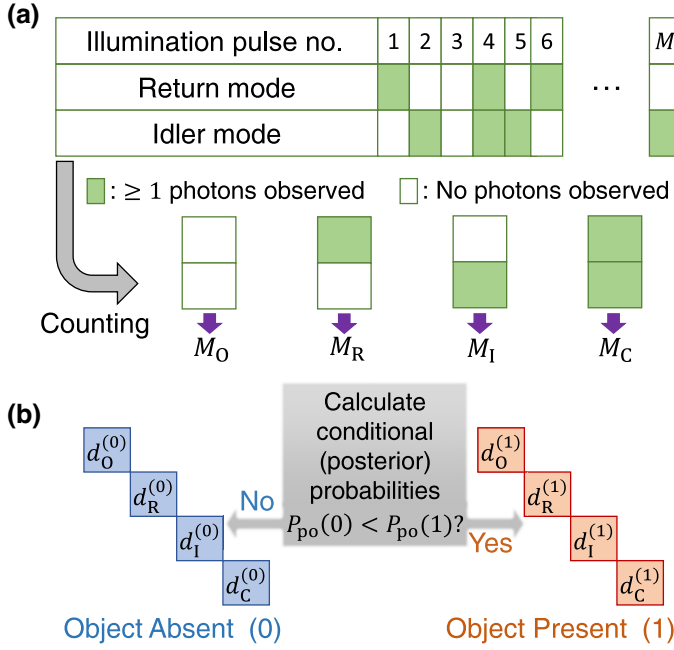 (a)
Illumination pulse no. 1 2 3 4 5 6 M
Return mode
...
Idler mode
: ≥ 1 photons observed : No photons observed
Counting
M_O M_R M_I M_C
(b)
Calculate
conditional
(posterior)
probabilities
P_po(0) < P_po(1)?
No
Yes
d_O^(0)
d_R^(0)
d_I^(0)
d_C^(0)
d_O^(1)
d_R^(1)
d_I^(1)
d_C^(1)
Object Absent (0)
Object Present (1)